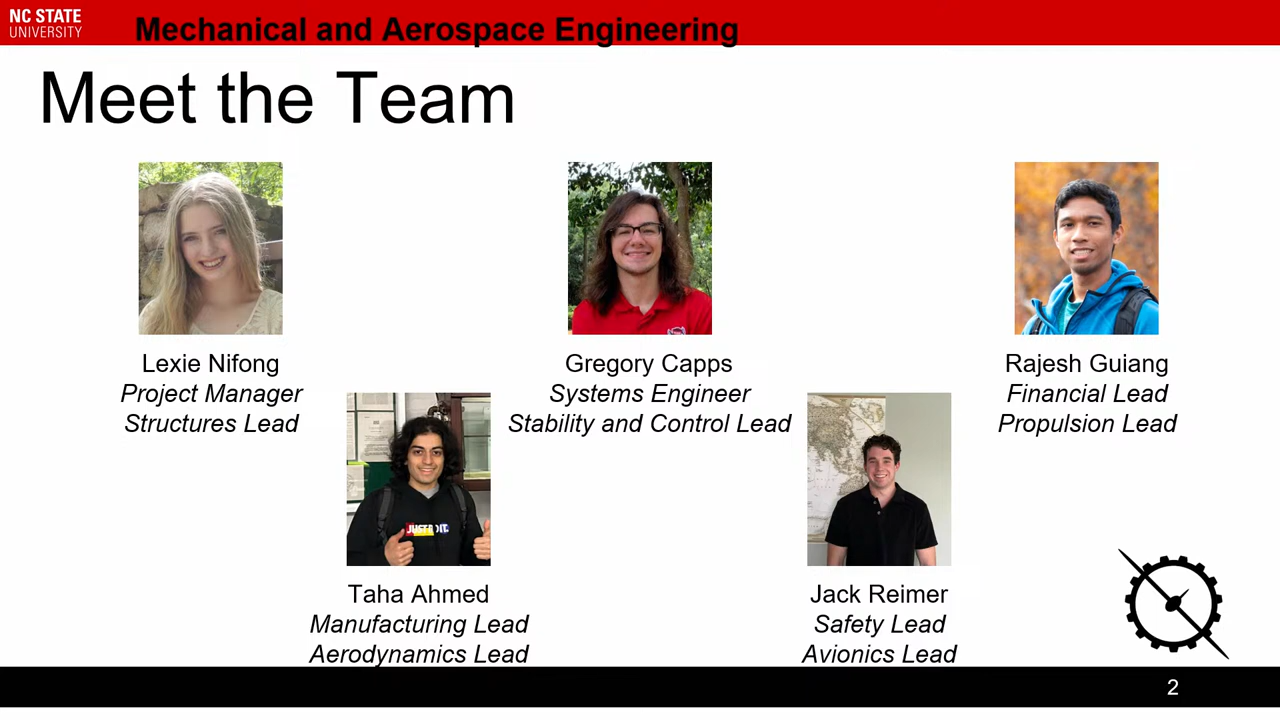 NC STATE
UNIVERSITY
Mechanical and Aerospace Engineering
Meet the Team
Lexie Nifong
Project Manager
Structures Lead
Gregory Capps
Systems Engineer
Stability and Control Lead
Rajesh Guiang
Financial Lead
Propulsion Lead
Taha Ahmed
Manufacturing Lead
Aerodynamics Lead
Jack Reimer
Safety Lead
Avionics Lead
2